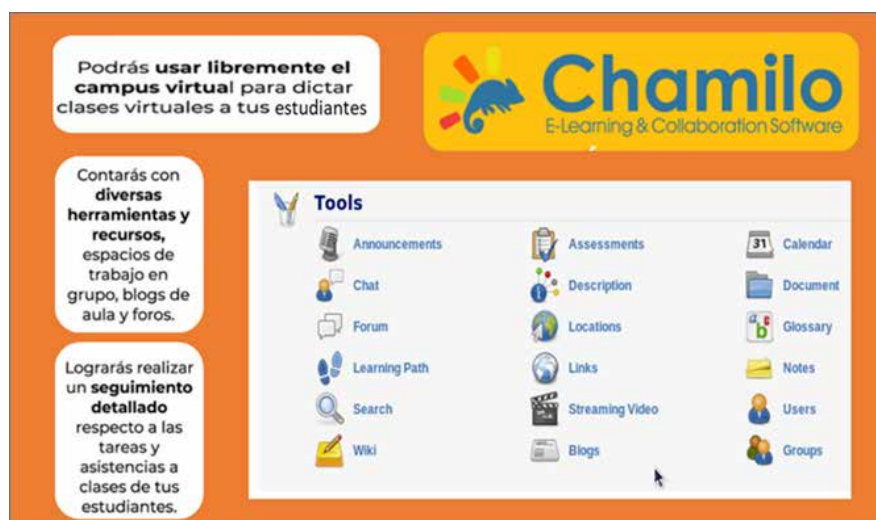 Podrás usar libremente el
campus virtual para dictar
clases virtuales a tus estudiantes
Chamilo
E-Learning & Collaboration Software
Contarás con
diversas
herramientas y
recursos,
espacios de
trabajo en
grupo, blogs de
aula y foros.
Lograrás realizar
un seguimiento
detallado
respecto a las
tareas y
asistencias a
clases de tus
estudiantes.
Tools
Announcements
Assessments
31 Calendar
Chat
Description
Document
Forum
Locations
Glossary
Learning Path
Links
Notes
Search
Streaming Video
Users
Wiki
Blogs
Groups